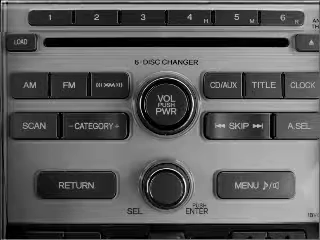 1 2 3 4 H 5 M 6 R
LOAD
6-DISC CHANGER
AM FM XM CD/AUX TITLE CLOCK
VOL
PUSH
PWR
SCAN - CATEGORY + SKIP A.SEL
RETURN MENU
SEL PUSH
ENTER